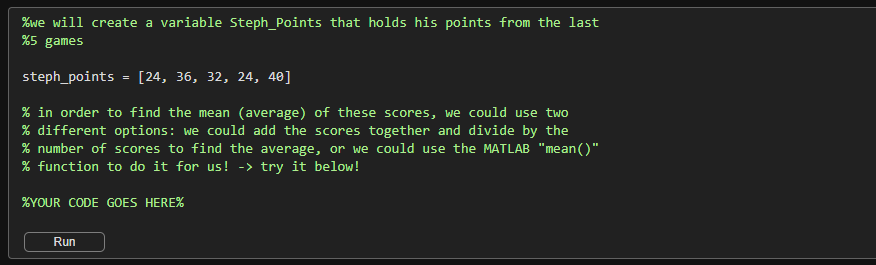 %we will create a variable Steph_Points that holds his points from the last
%5 games
steph_points = [24, 36, 32, 24, 40]
% in order to find the mean (average) of these scores, we could use two
% different options: we could add the scores together and divide by the
% number of scores to find the average, or we could use the MATLAB "mean()"
% function to do it for us! -> try it below!
%YOUR CODE GOES HERE%
Run